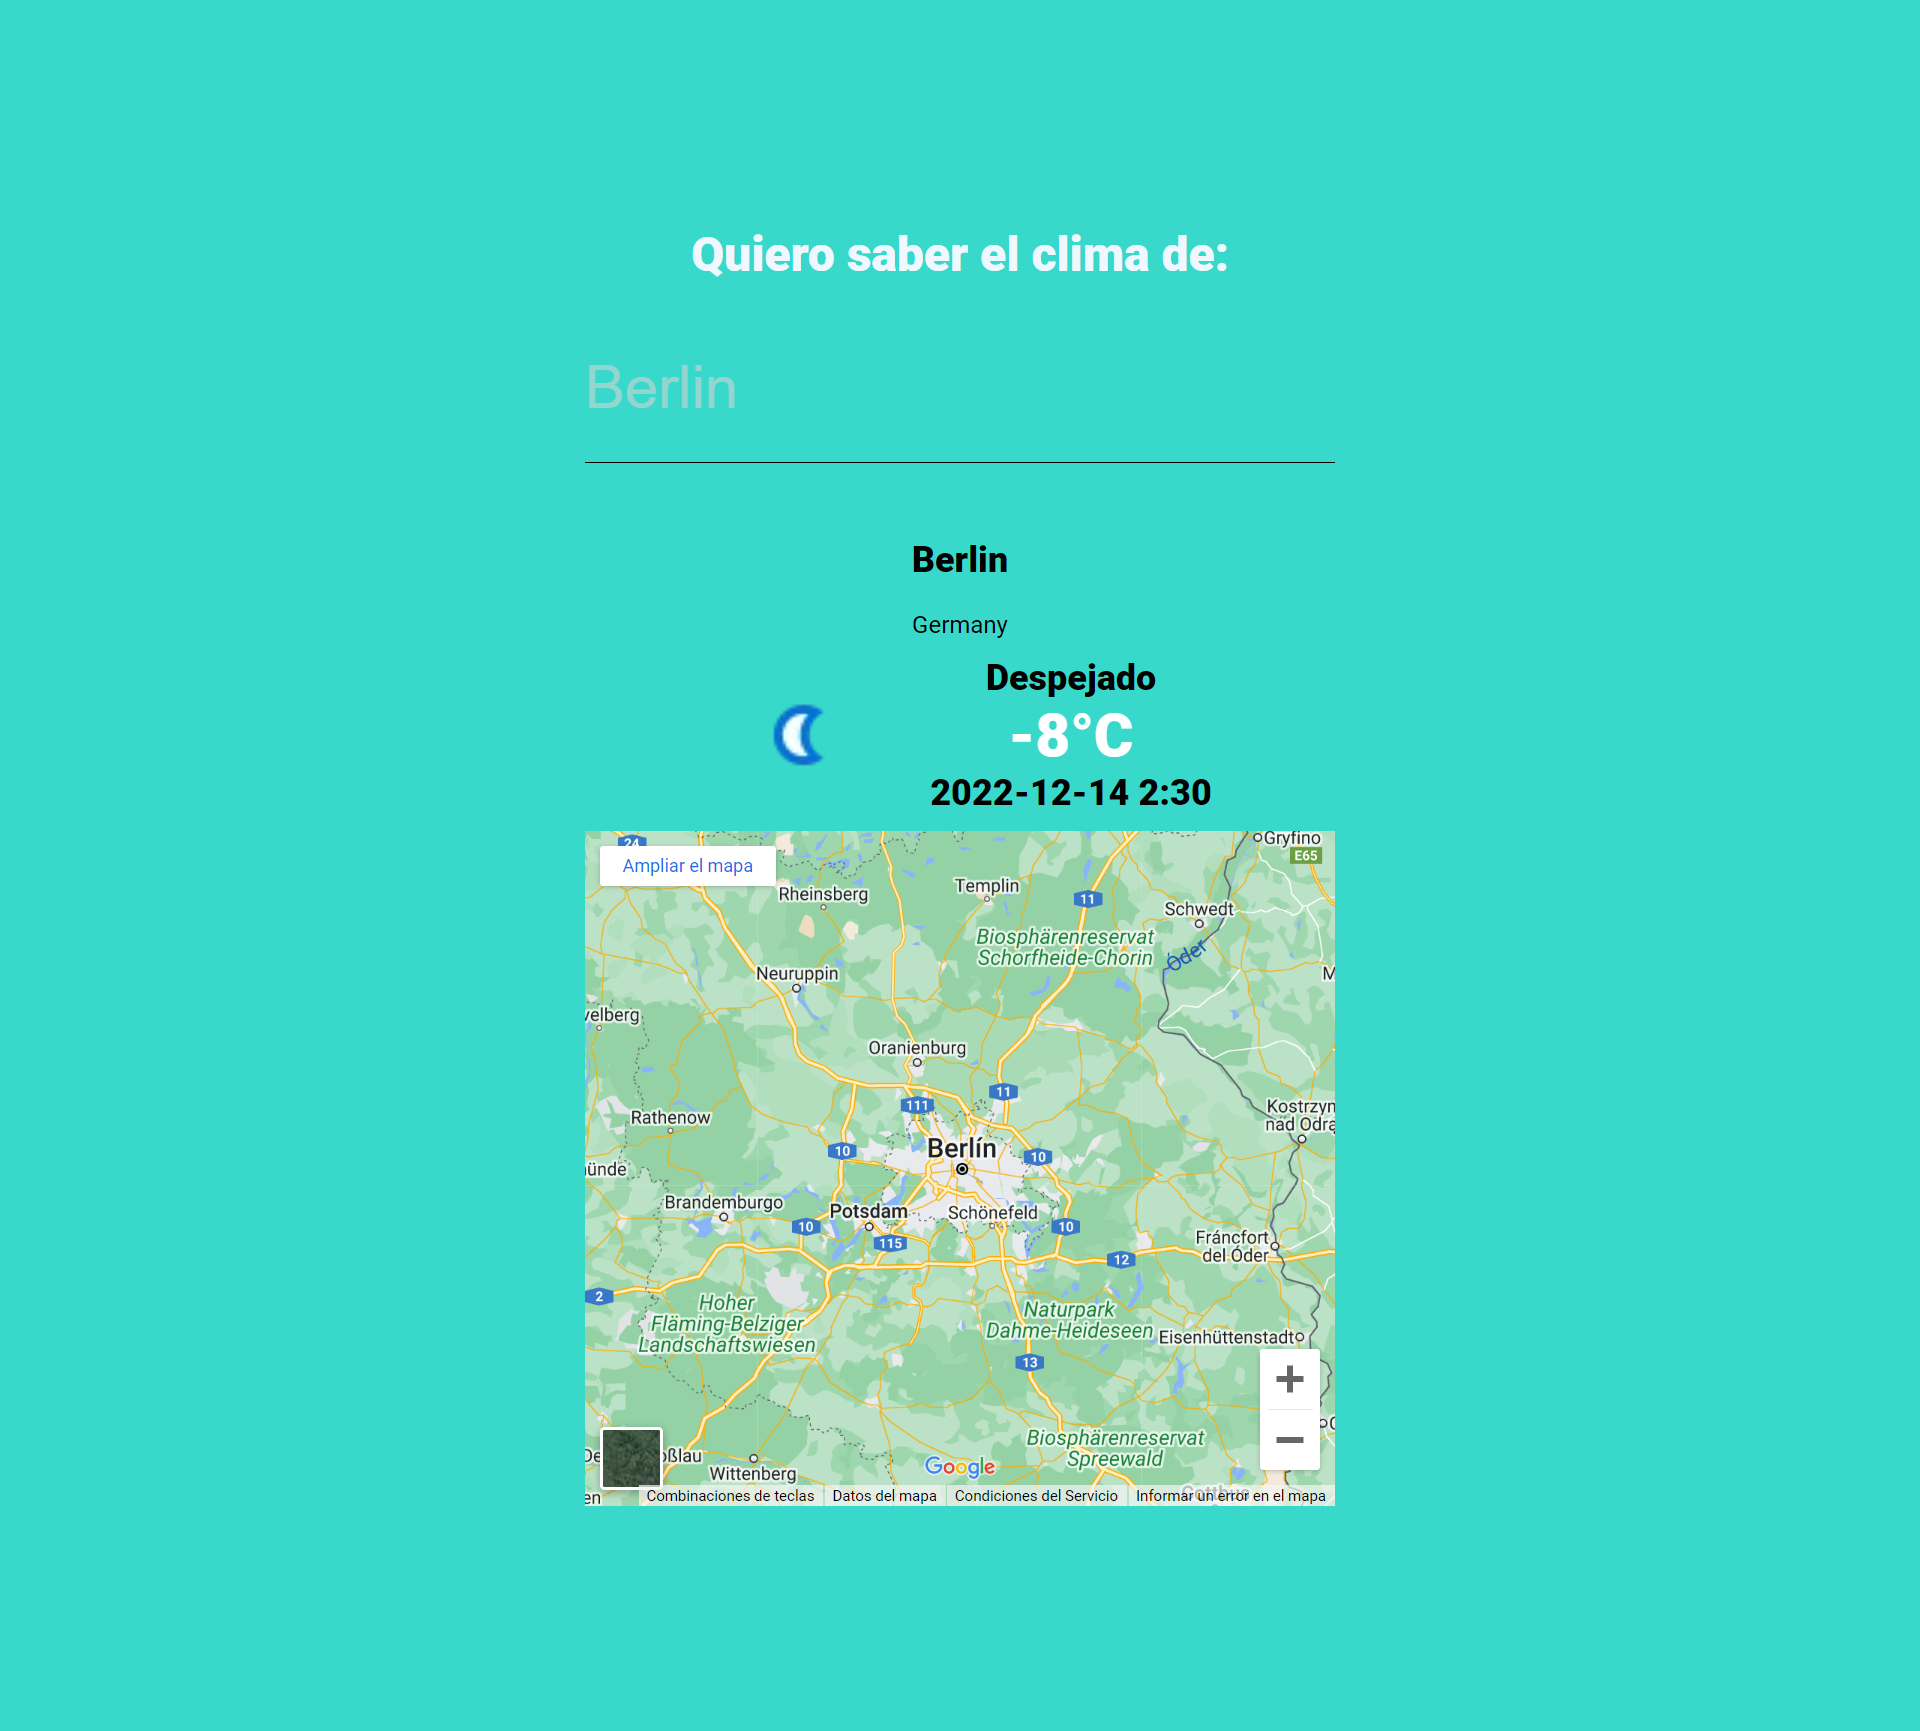 Quiero saber el clima de:
Berlin
Berlin
Germany
Despejado
-8°C
2022-12-14 2:30
24
Gryfino
E65
Ampliar el mapa
Rheinsberg
Templin
11
Schwedt
Biosphärenreservat
Schorfheide-Chorin
Óder
Neuruppin
M
velberg
Oranienburg
11
111
Kostrzyn
nad Odrą
Rathenow
Berlín
10
10
ünde
Brandemburgo
Potsdam
Schönefeld
10
10
115
Fráncfort
del Óder
12
2
Hoher
Fläming-Belziger
Landschaftswiesen
Naturpark
Dahme-Heideseen
Eisenhüttenstadt
13
Biosphärenreservat
Spreewald
De
oßlau
Wittenberg
Google
en
Cottbus
Combinaciones de teclas
Datos del mapa
Condiciones del Servicio
Informar un error en el mapa